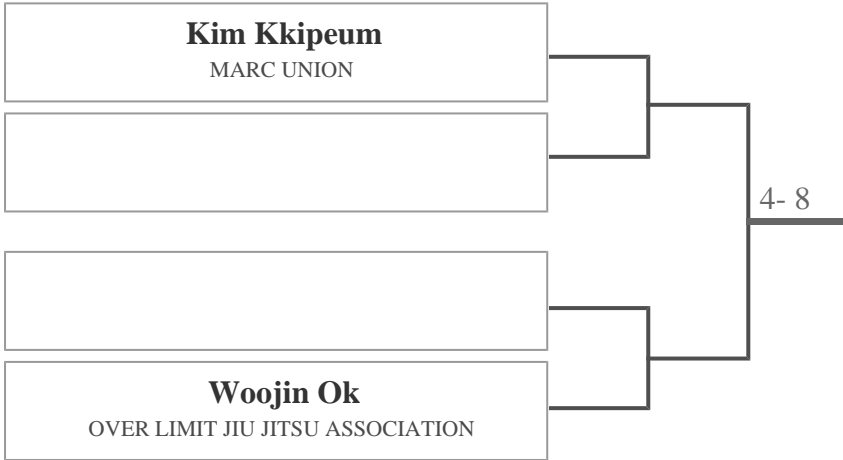 Kim Kkipeum
MARC UNION
4- 8
Woojin Ok
OVER LIMIT JIU JITSU ASSOCIATION